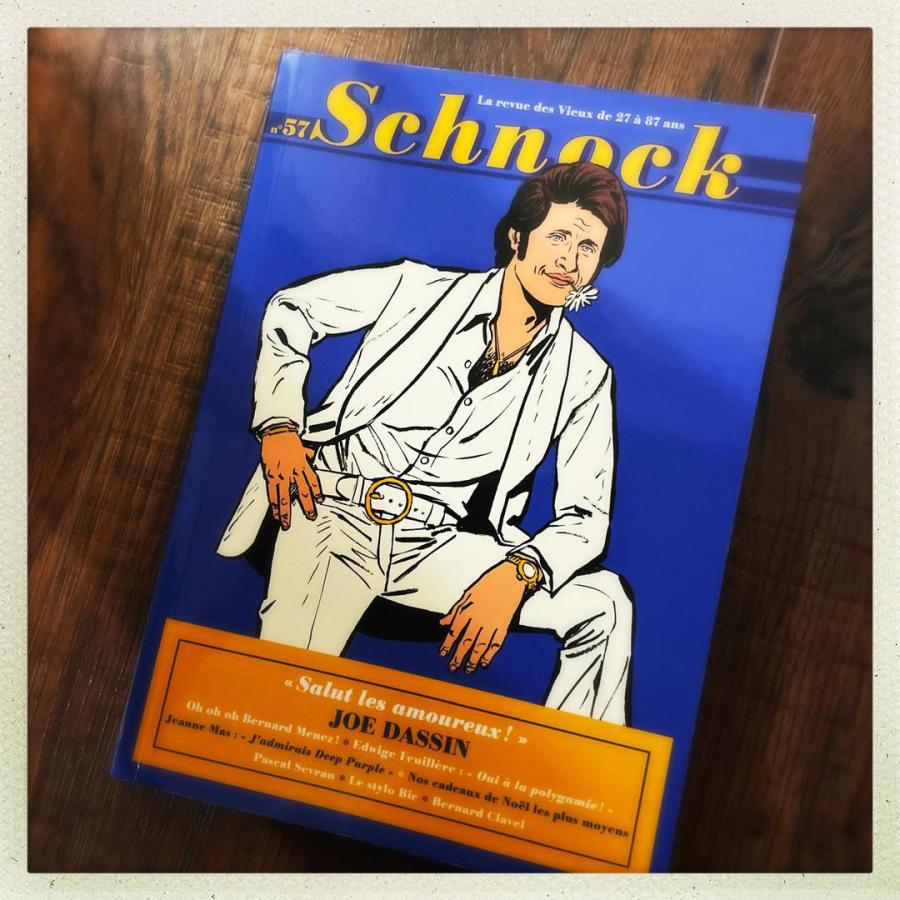 La revue des Vieux de 27 à 87 ans
n°57
Schnock
« Salut les amoureux ! »
JOE DASSIN
Oh oh oh Bernard Menez ! Edwige Feuillère : « Oui à la polygamie ! »
Jeanne Mas : « J'admirais Deep Purple » Nos cadeaux de Noël les plus moyens
Pascal Sevran Le stylo Bic Bernard Clavel